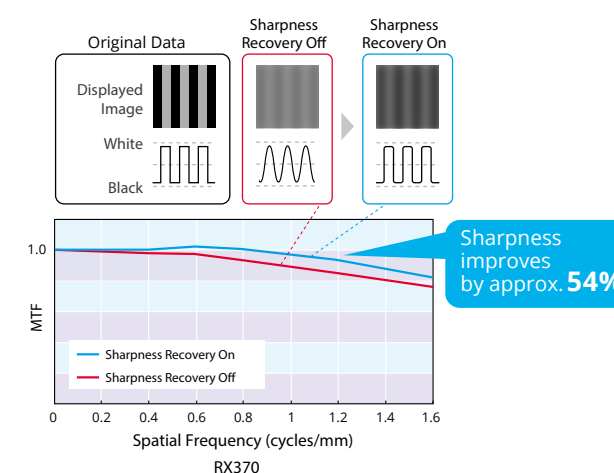 Original Data
Sharpness
Recovery Off
Sharpness
Recovery On
Displayed
Image
White
Black
Sharpness
improves
by approx. 54%
1.0
MTF
Sharpness Recovery On
Sharpness Recovery Off
0 0.2 0.4 0.6 0.8 1 1.2 1.4 1.6
Spatial Frequency (cycles/mm)
RX370